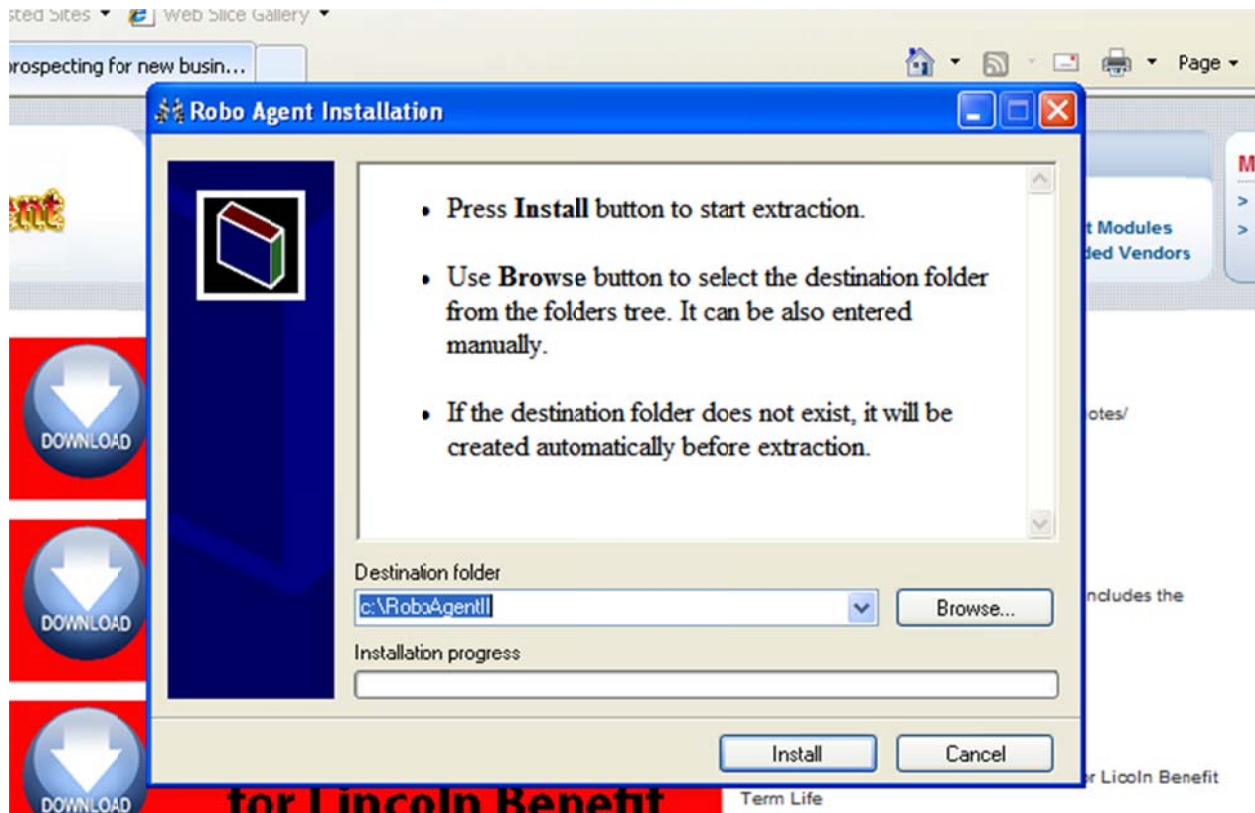 sted Sites Web Slice Gallery
prospecting for new busin...
Page
Robo Agent Installation
• Press Install button to start extraction.
• Use Browse button to select the destination folder
from the folders tree. It can be also entered
manually.
• If the destination folder does not exist, it will be
created automatically before extraction.
Destination folder
c:\RoboAgentII
Browse...
Installation progress
Install
Cancel
ent
M
>
>
t Modules
ded Vendors
DOWNLOAD
otes/
DOWNLOAD
ncludes the
DOWNLOAD
for Lincoln Benefit
or Licoln Benefit
Term Life